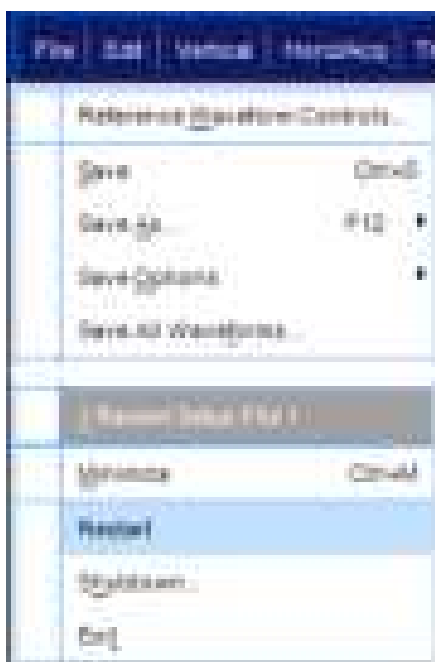 File Edit Vertical
Reference Waveform Controls...
Save Ctrl+S
Save As... F12
Save Options
Save All Waveforms...
Minimize Ctrl+M
Restart
Shutdown...
Exit